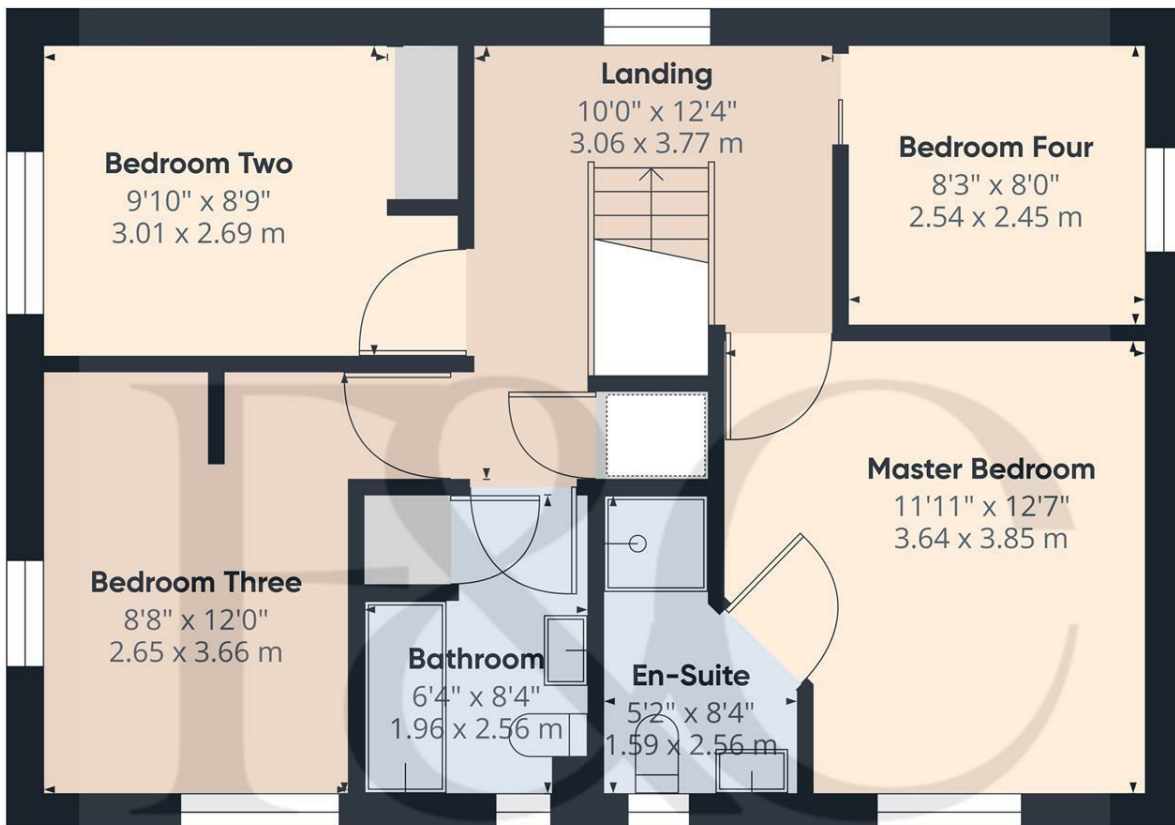 Landing
10'0" x 12'4"
3.06 x 3.77 m
Bedroom Two
9'10" x 8'9"
3.01 x 2.69 m
Bedroom Four
8'3" x 8'0"
2.54 x 2.45 m
Master Bedroom
11'11" x 12'7"
3.64 x 3.85 m
Bedroom Three
8'8" x 12'0"
2.65 x 3.66 m
Bathroom
6'4" x 8'4"
1.96 x 2.56 m
En-Suite
5'2" x 8'4"
1.59 x 2.56 m
F&C